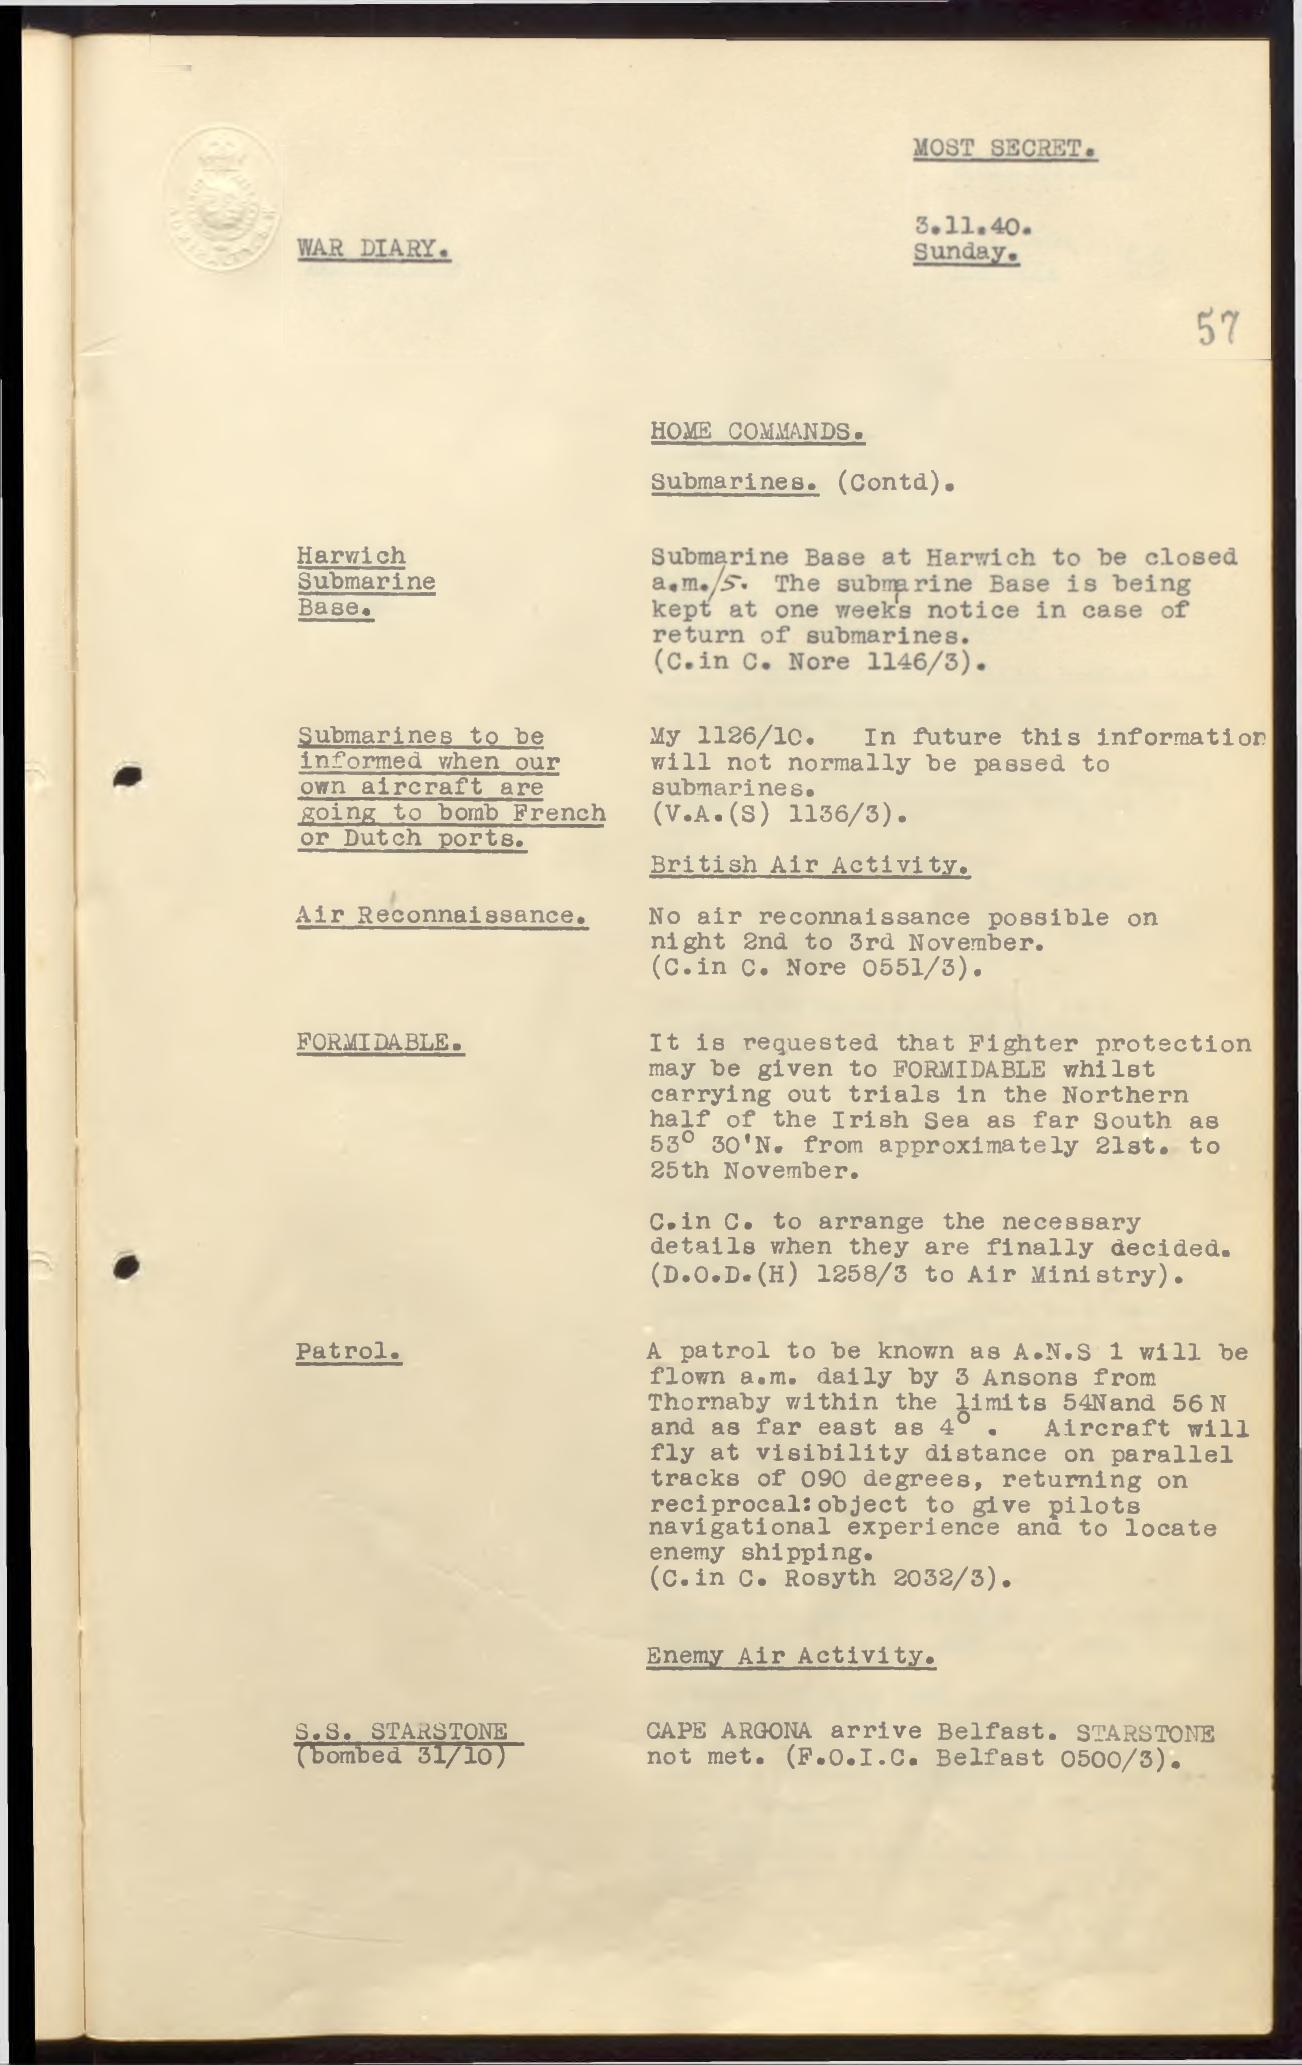 MOST SECRET.
3.11.40.
Sunday.
WAR DIARY.
57
HOME COMMANDS.
Submarines. (Contd).
Harwich
Submarine
Base.
Submarine Base at Harwich to be closed
a.m./5. The submarine Base is being
kept at one week's notice in case of
return of submarines.
(C.in C. Nore 1146/3).
Submarines to be
informed when our
own aircraft are
going to bomb French
or Dutch ports.
My 1126/10. In future this information
will not normally be passed to
submarines.
(V.A.(S) 1136/3).
British Air Activity.
Air Reconnaissance.
No air reconnaissance possible on
night 2nd to 3rd November.
(C.in C. Nore 0551/3).
FORMIDABLE.
It is requested that Fighter protection
may be given to FORMIDABLE whilst
carrying out trials in the Northern
half of the Irish Sea as far South as
53° 30'N. from approximately 21st. to
25th November.
C.in C. to arrange the necessary
details when they are finally decided.
(D.O.D.(H) 1258/3 to Air Ministry).
Patrol.
A patrol to be known as A.N.S 1 will be
flown a.m. daily by 3 Ansons from
Thornaby within the limits 54Nand 56 N
and as far east as 4° . Aircraft will
fly at visibility distance on parallel
tracks of 090 degrees, returning on
reciprocal:object to give pilots
navigational experience and to locate
enemy shipping.
(C.in C. Rosyth 2032/3).
Enemy Air Activity.
S.S. STARSTONE
(bombed 31/10)
CAPE ARGONA arrive Belfast. STARSTONE
not met. (F.O.I.C. Belfast 0500/3).